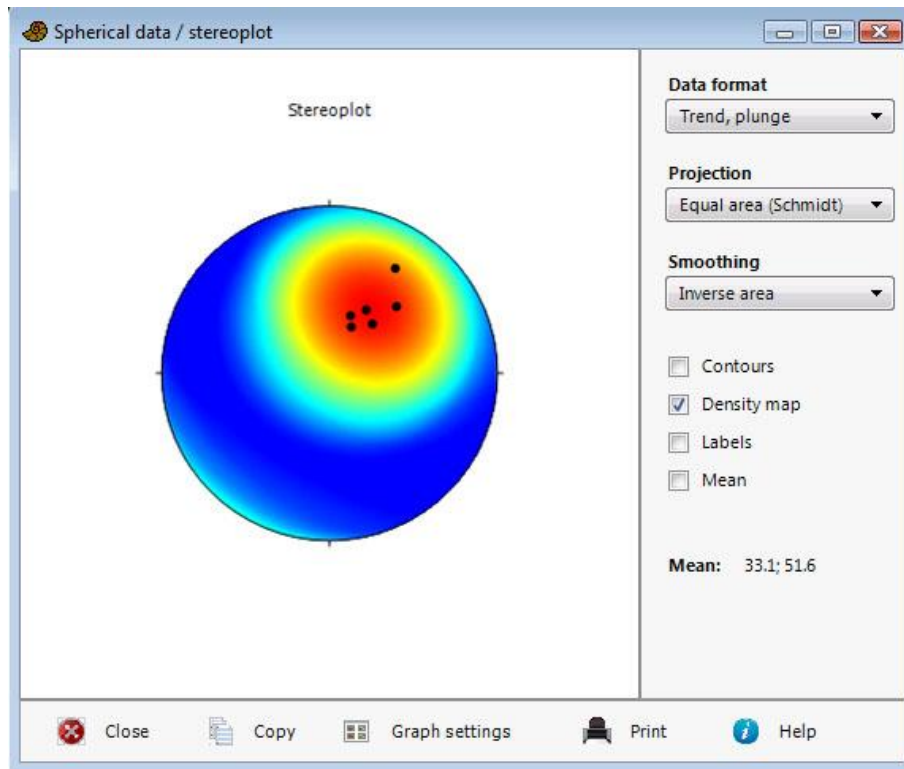 Spherical data / stereoplot
Stereoplot
Data format
Trend, plunge
Projection
Equal area (Schmidt)
Smoothing
Inverse area
Contours
Density map
Labels
Mean
Mean: 33.1; 51.6
Close Copy Graph settings Print Help